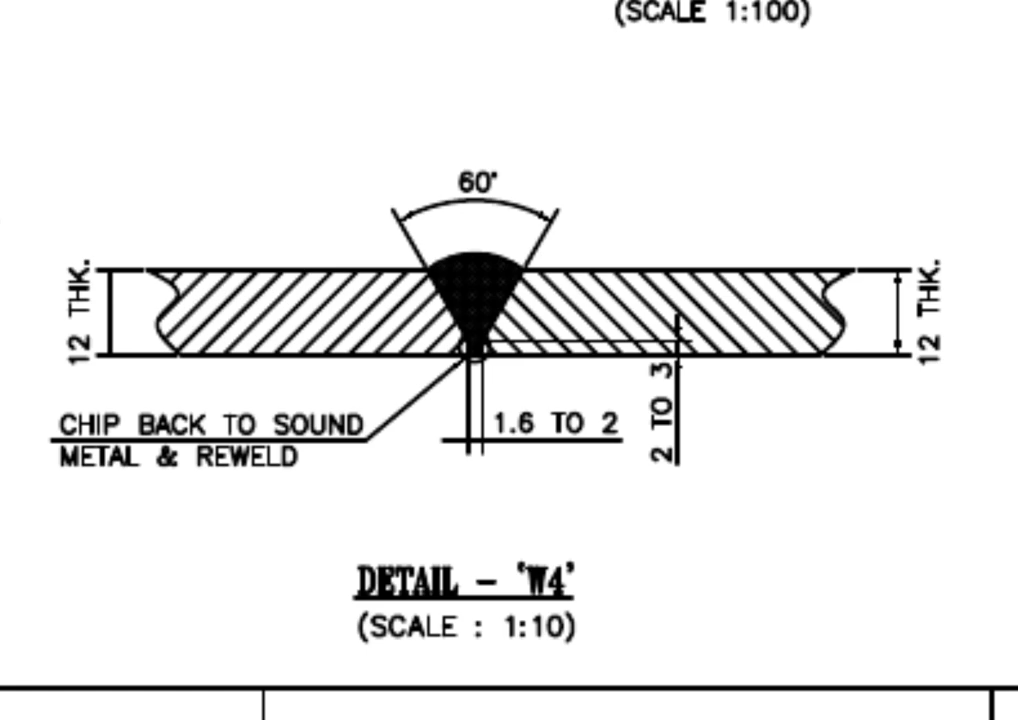 (SCALE 1:100)
60°
12 THK.
12 THK.
CHIP BACK TO SOUND
METAL & REWELD
1.6 TO 2
2 TO 3
DETAIL - 'W4'
(SCALE : 1:10)